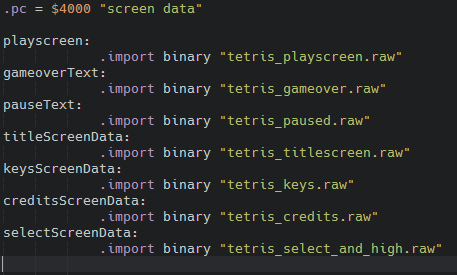 .pc = $4000 "screen data"
playscreen:
.import binary "tetris_playscreen.raw"
gameoverText:
.import binary "tetris_gameover.raw"
pauseText:
.import binary "tetris_paused.raw"
titleScreenData:
.import binary "tetris_titlescreen.raw"
keysScreenData:
.import binary "tetris_keys.raw"
creditsScreenData:
.import binary "tetris_credits.raw"
selectScreenData:
.import binary "tetris_select_and_high.raw"